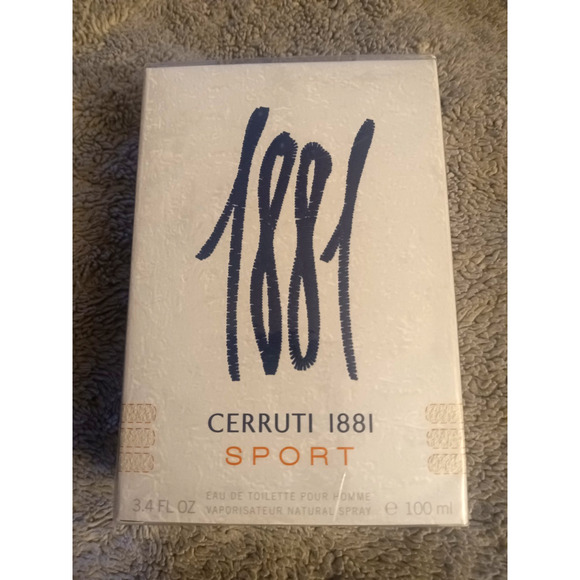 1881
CERRUTI 1881
SPORT
EAU DE TOILETTE POUR HOMME
3.4 FL OZ VAPORISATEUR NATURAL SPRAY e 100 ml